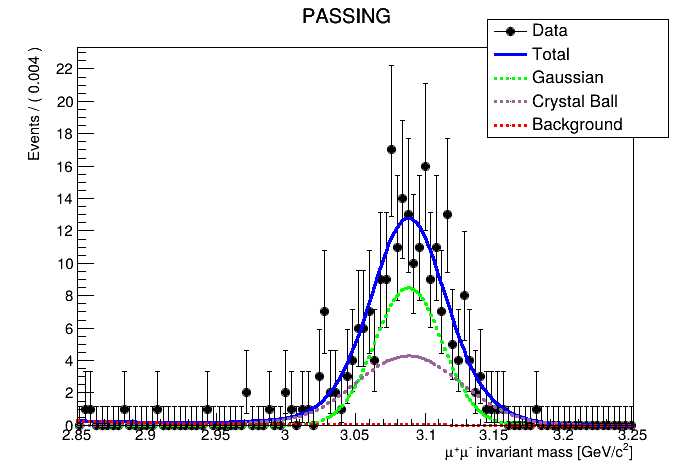 PASSING
Data
Total
Gaussian
Crystal Ball
Background
Events / ( 0.004 )
22
20
18
16
14
12
10
8
6
4
2
0
2.85 2.9 2.95 3 3.05 3.1 3.15 3.2 3.25
μ⁺μ⁻ invariant mass [GeV/c²]